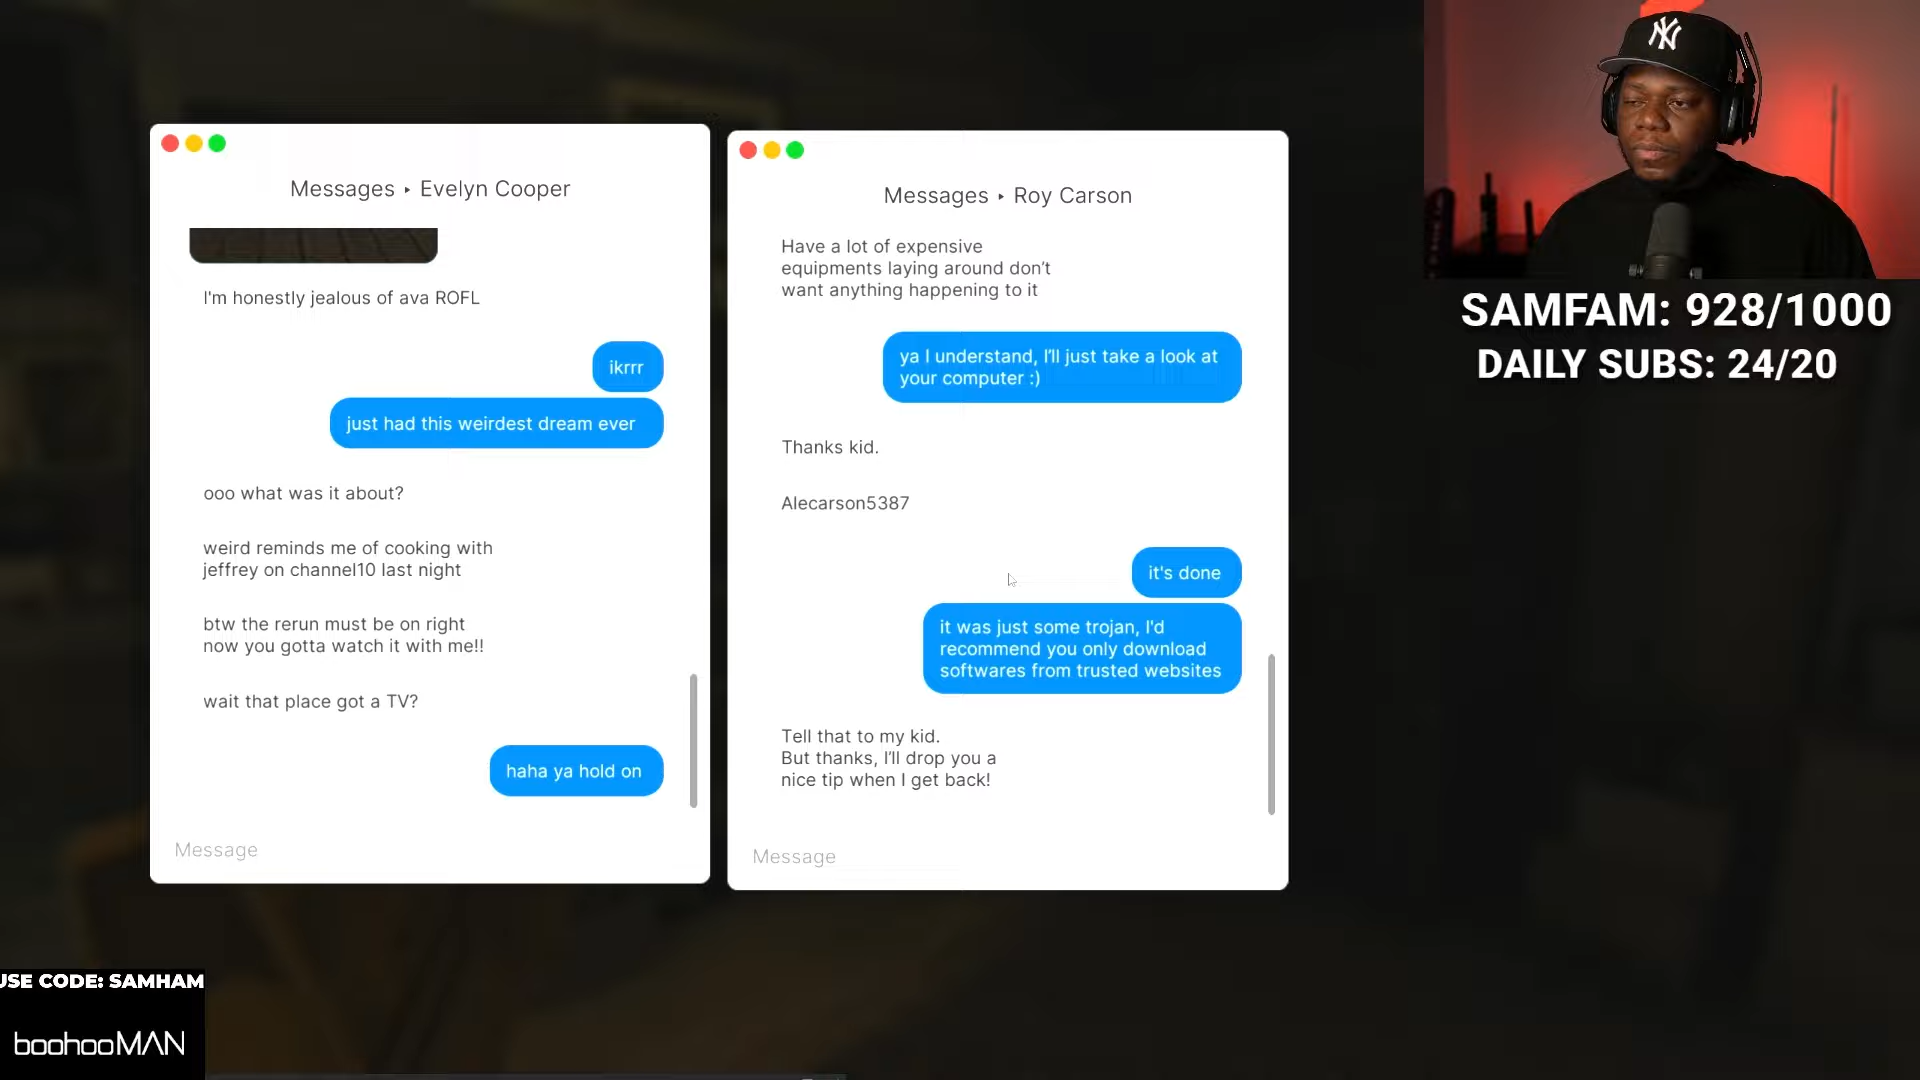 Messages ▸ Evelyn Cooper
I'm honestly jealous of ava ROFL
ikrrr
just had this weirdest dream ever
ooo what was it about?
weird reminds me of cooking with
jeffrey on channel10 last night
btw the rerun must be on right
now you gotta watch it with me!!
wait that place got a TV?
haha ya hold on
Message
Messages ▸ Roy Carson
Have a lot of expensive
equipments laying around don't
want anything happening to it
ya I understand, I'll just take a look at
your computer :)
Thanks kid.
Alecarson5387
it's done
it was just some trojan, I'd
recommend you only download
softwares from trusted websites
Tell that to my kid.
But thanks, I'll drop you a
nice tip when I get back!
Message
NY
SAMFAM: 928/1000
DAILY SUBS: 24/20
USE CODE: SAMHAM
boohooMAN